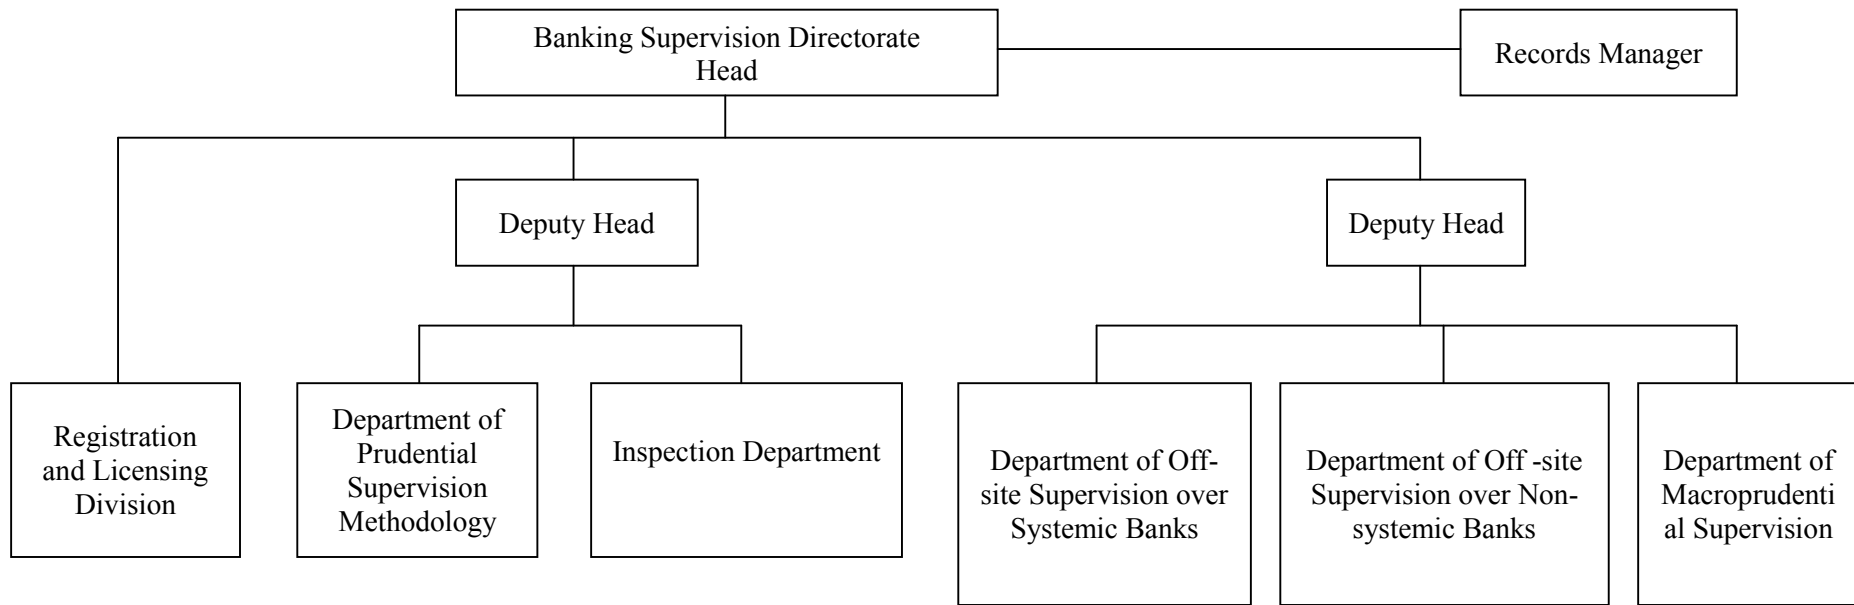 Banking Supervision Directorate
Head
Records Manager
Deputy Head
Deputy Head
Registration
and Licensing
Division
Department of
Prudential
Supervision
Methodology
Inspection Department
Department of Off-
site Supervision over
Systemic Banks
Department of Off -site
Supervision over Non-
systemic Banks
Department of
Macroprudenti
al Supervision